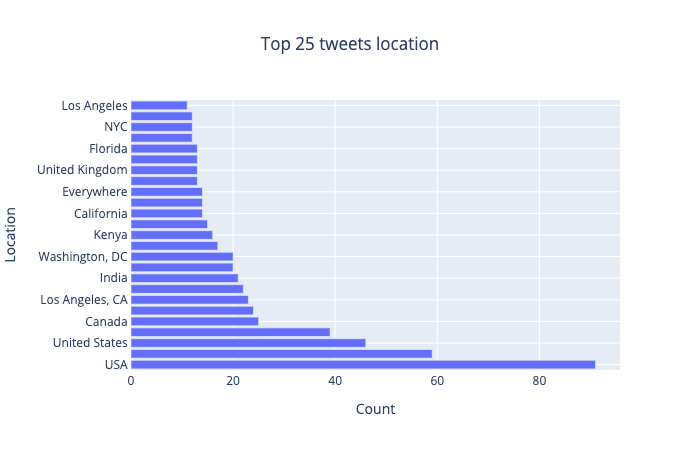 Top 25 tweets location
Los Angeles
NYC
Florida
United Kingdom
Everywhere
California
Kenya
Washington, DC
India
Los Angeles, CA
Canada
United States
USA
Location
0 20 40 60 80
Count